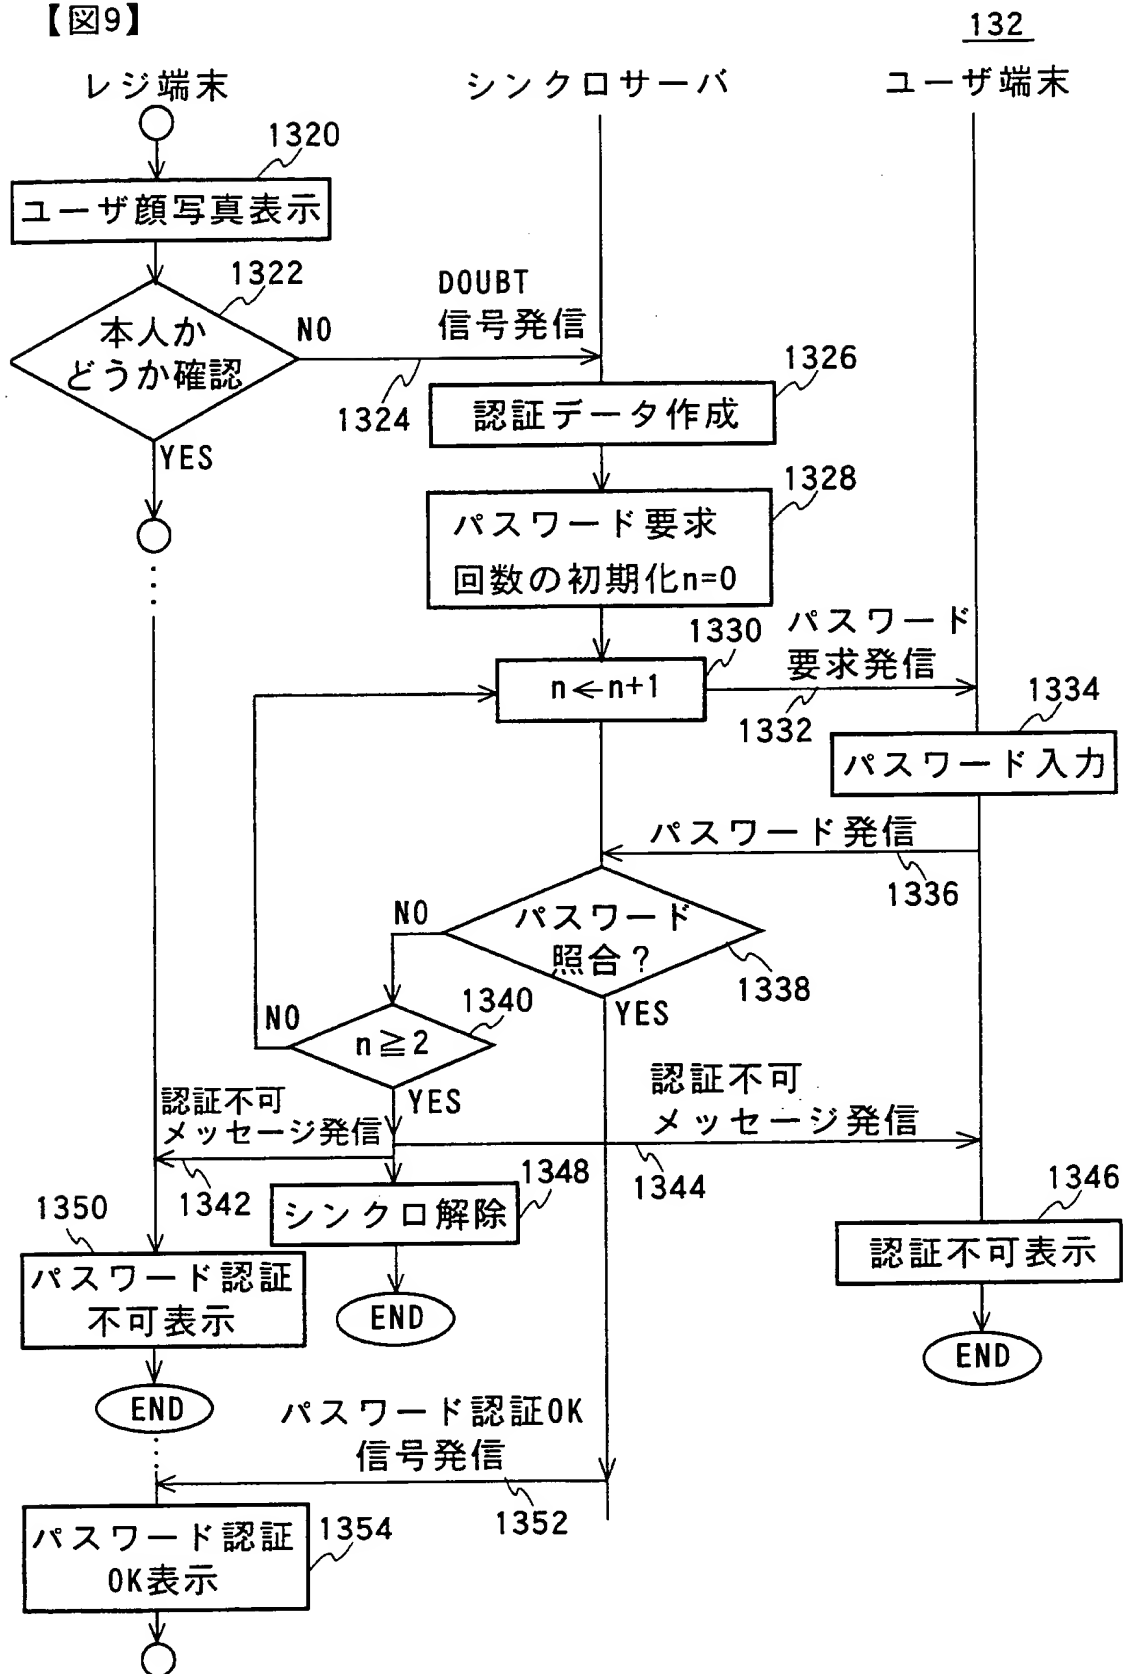 【図9】
132
レジ端末
シンクロサーバ
ユーザ端末
1320
ユーザ顔写真表示
1322
本人か
どうか確認
NO
YES
DOUBT
信号発信
1324
1326
認証データ作成
1328
パスワード要求
回数の初期化n=0
1330
n←n+1
パスワード
要求発信
1332
1334
パスワード入力
パスワード発信
1336
パスワード
照合?
1338
NO
YES
1340
n≧2
NO
YES
認証不可
メッセージ発信
1342
認証不可
メッセージ発信
1344
1346
認証不可表示
END
1348
シンクロ解除
END
1350
パスワード認証
不可表示
END
パスワード認証OK
信号発信
1352
1354
パスワード認証
OK表示